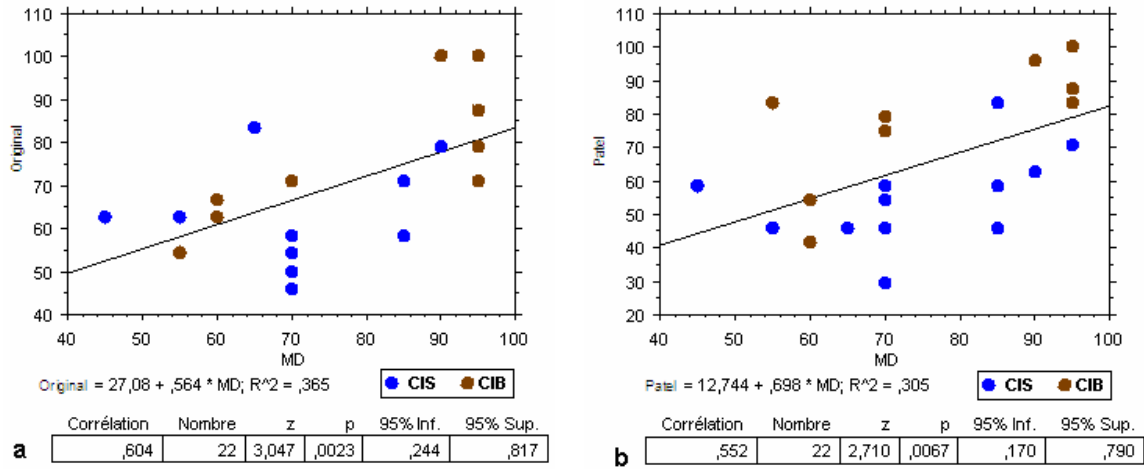 110
100
90
80
70
60
50
40
Original
40 50 60 70 80 90 100
MD
Original = 27,08 + ,564 * MD; R^2 = ,365
CIS CIB
Corrélation Nombre z p 95% Inf. 95% Sup.
,604 22 3,047 ,0023 ,244 ,817
a
110
100
90
80
70
60
50
40
30
20
Patel
40 50 60 70 80 90 100
MD
Patel = 12,744 + ,698 * MD; R^2 = ,305
CIS CIB
Corrélation Nombre z p 95% Inf. 95% Sup.
,552 22 2,710 ,0067 ,170 ,790
b